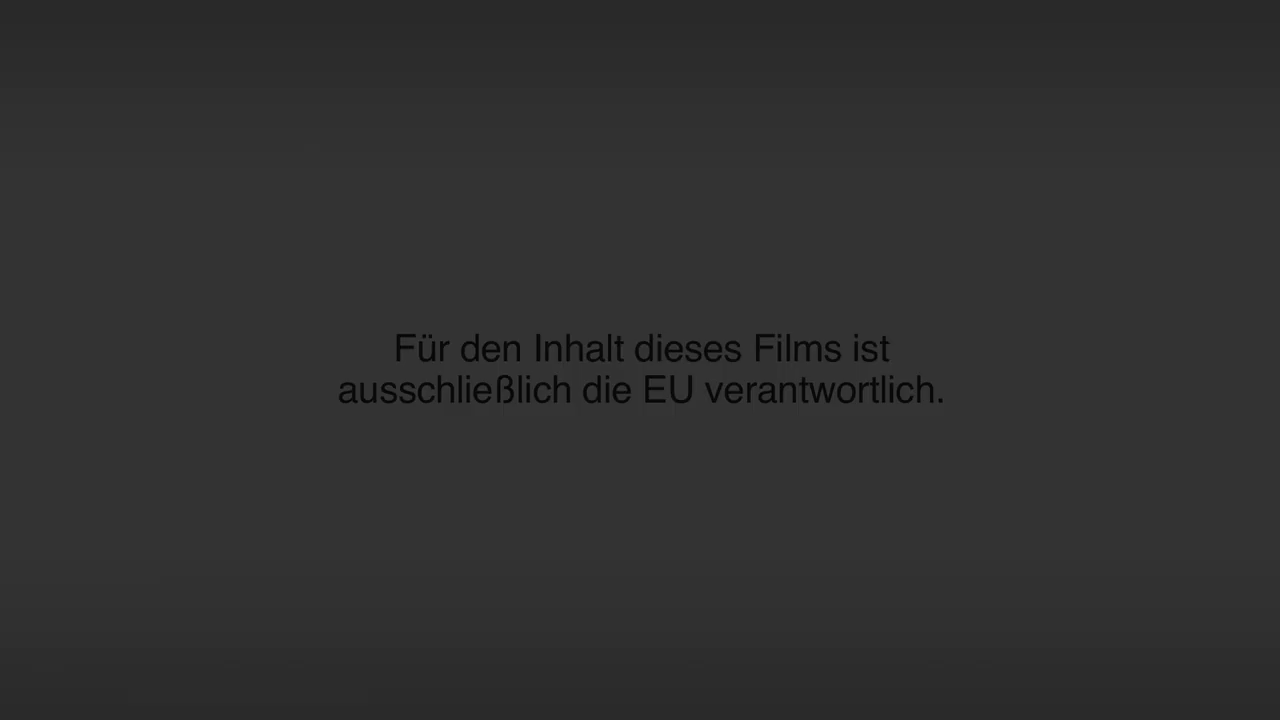 Für den Inhalt dieses Films ist
ausschließlich die EU verantwortlich.